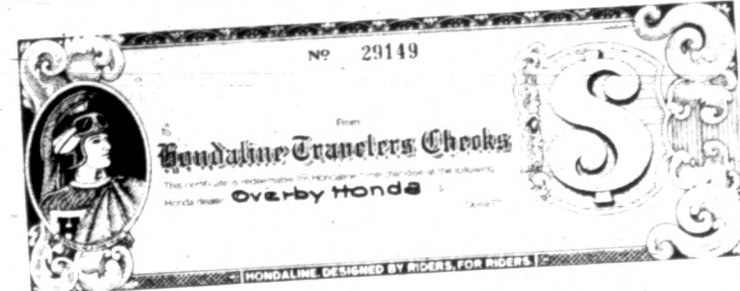 Nº 29149
From
To
Hondaline Travelers Checks
This certificate is redeemable for Hondaline merchandise at the following
Honda dealer: Overby Honda $
H
HONDALINE. DESIGNED BY RIDERS, FOR RIDERS.